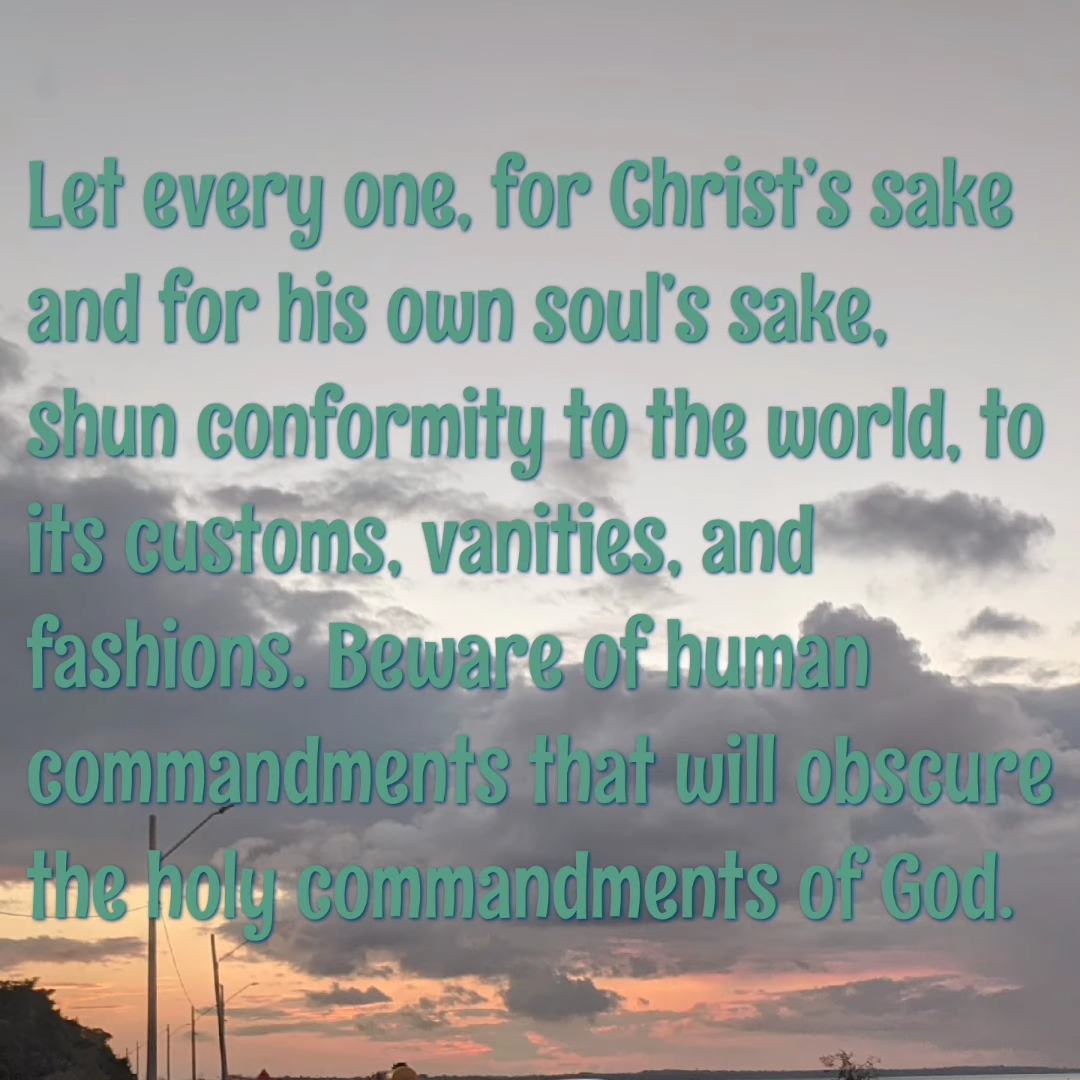 Let every one, for Christ's sake
and for his own soul's sake,
shun conformity to the world, to
its customs, vanities, and
fashions. Beware of human
commandments that will obscure
the holy commandments of God.